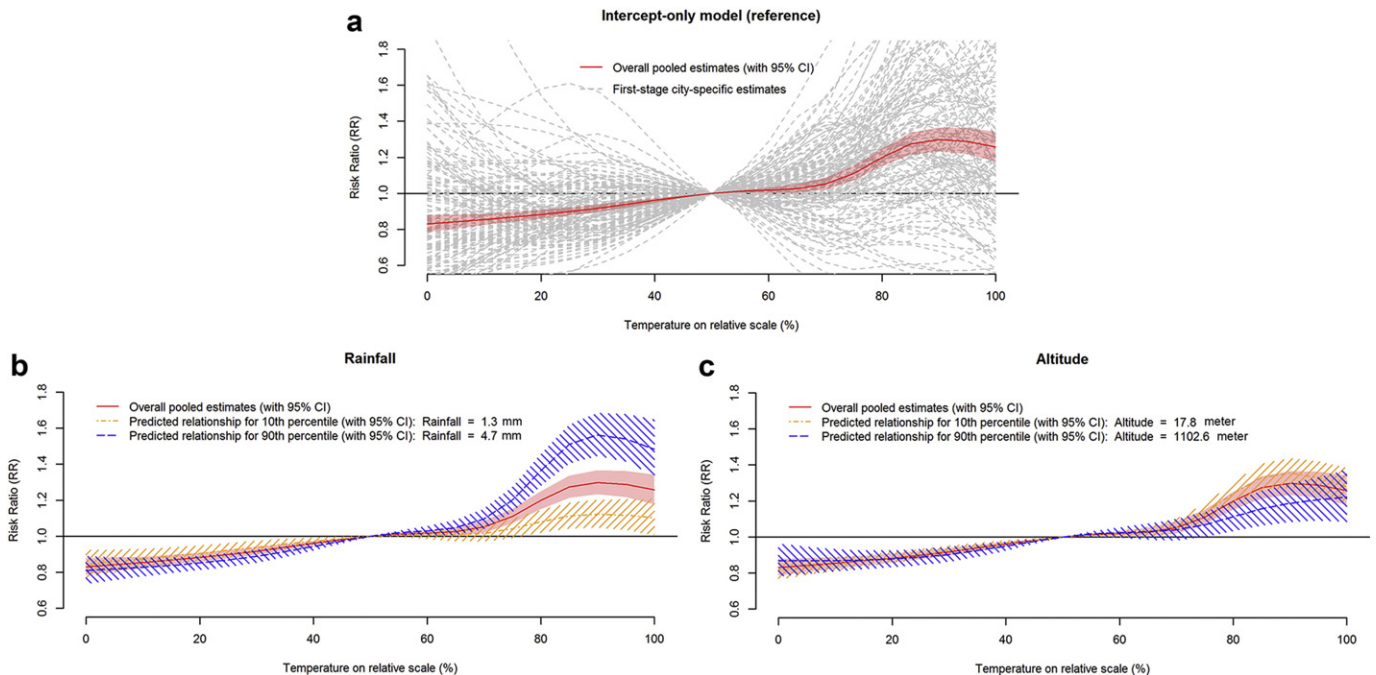 a
Intercept-only model (reference)
Overall pooled estimates (with 95% CI)
First-stage city-specific estimates
Risk Ratio (RR)
1.8
1.6
1.4
1.2
1.0
0.8
0.6
0 20 40 60 80 100
Temperature on relative scale (%)
b
Rainfall
Overall pooled estimates (with 95% CI)
Predicted relationship for 10th percentile (with 95% CI): Rainfall = 1.3 mm
Predicted relationship for 90th percentile (with 95% CI): Rainfall = 4.7 mm
Risk Ratio (RR)
1.8
1.6
1.4
1.2
1.0
0.8
0.6
0 20 40 60 80 100
Temperature on relative scale (%)
c
Altitude
Overall pooled estimates (with 95% CI)
Predicted relationship for 10th percentile (with 95% CI): Altitude = 17.8 meter
Predicted relationship for 90th percentile (with 95% CI): Altitude = 1102.6 meter
Risk Ratio (RR)
1.8
1.6
1.4
1.2
1.0
0.8
0.6
0 20 40 60 80 100
Temperature on relative scale (%)